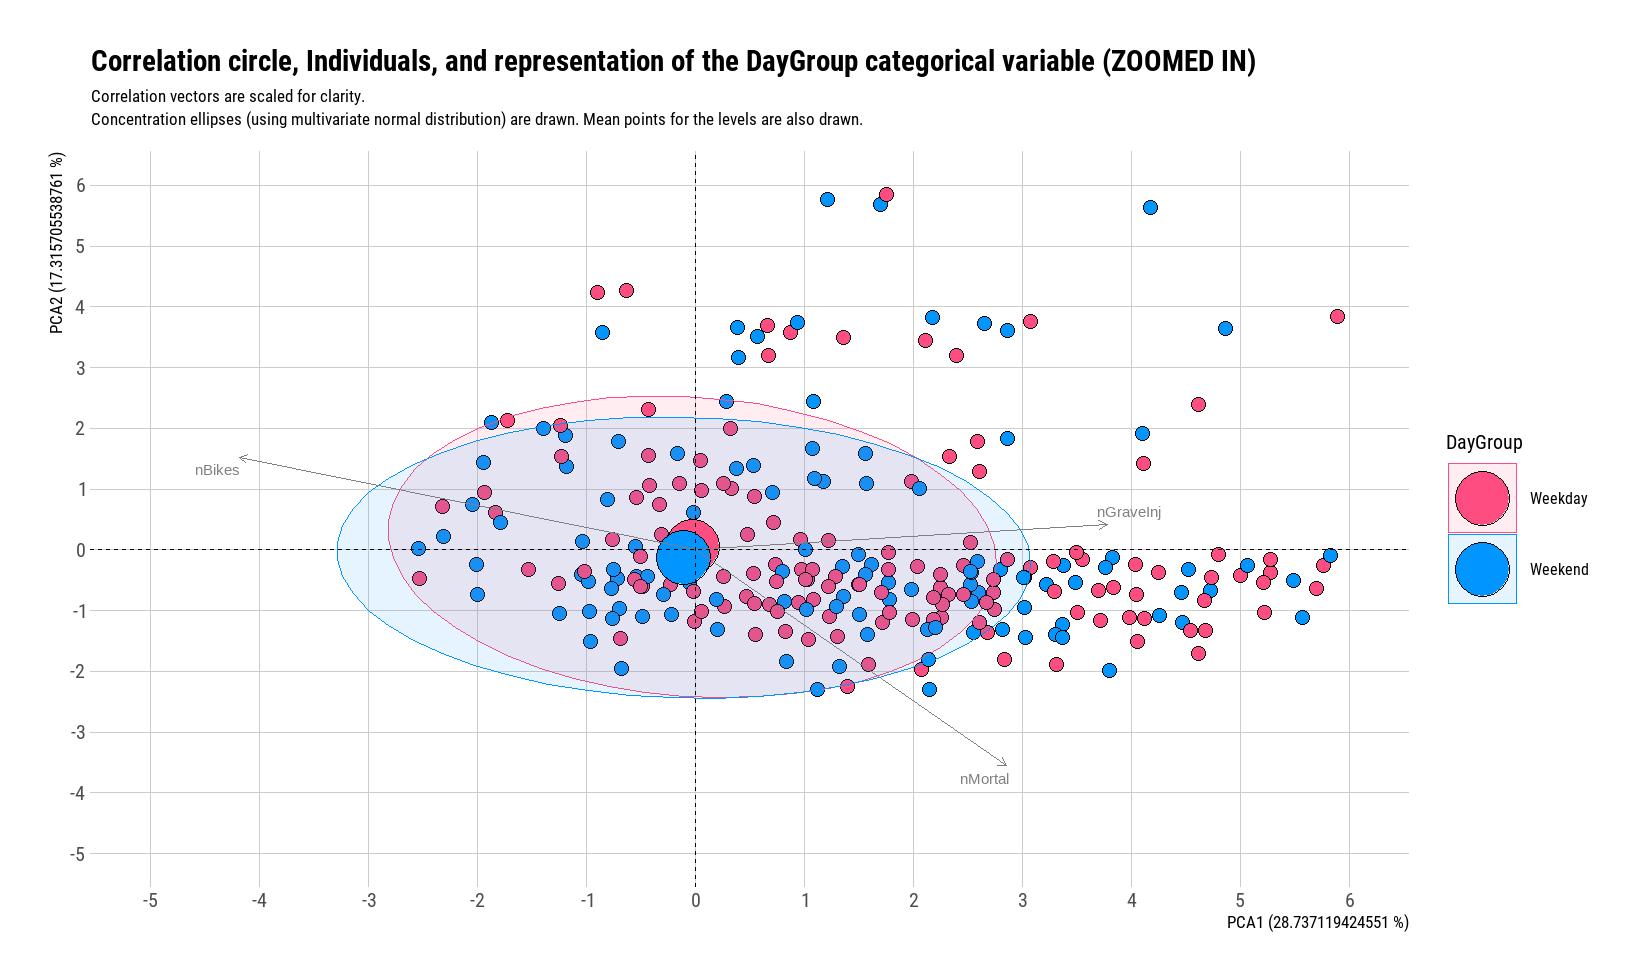 Correlation circle, Individuals, and representation of the DayGroup categorical variable (ZOOMED IN)
Correlation vectors are scaled for clarity.
Concentration ellipses (using multivariate normal distribution) are drawn. Mean points for the levels are also drawn.
PCA2 (17.315705538761 %)
6
5
4
3
2
1
0
-1
-2
-3
-4
-5
nBikes
nGraveInj
nMortal
-5 -4 -3 -2 -1 0 1 2 3 4 5 6
PCA1 (28.737119424551 %)
DayGroup
Weekday
Weekend